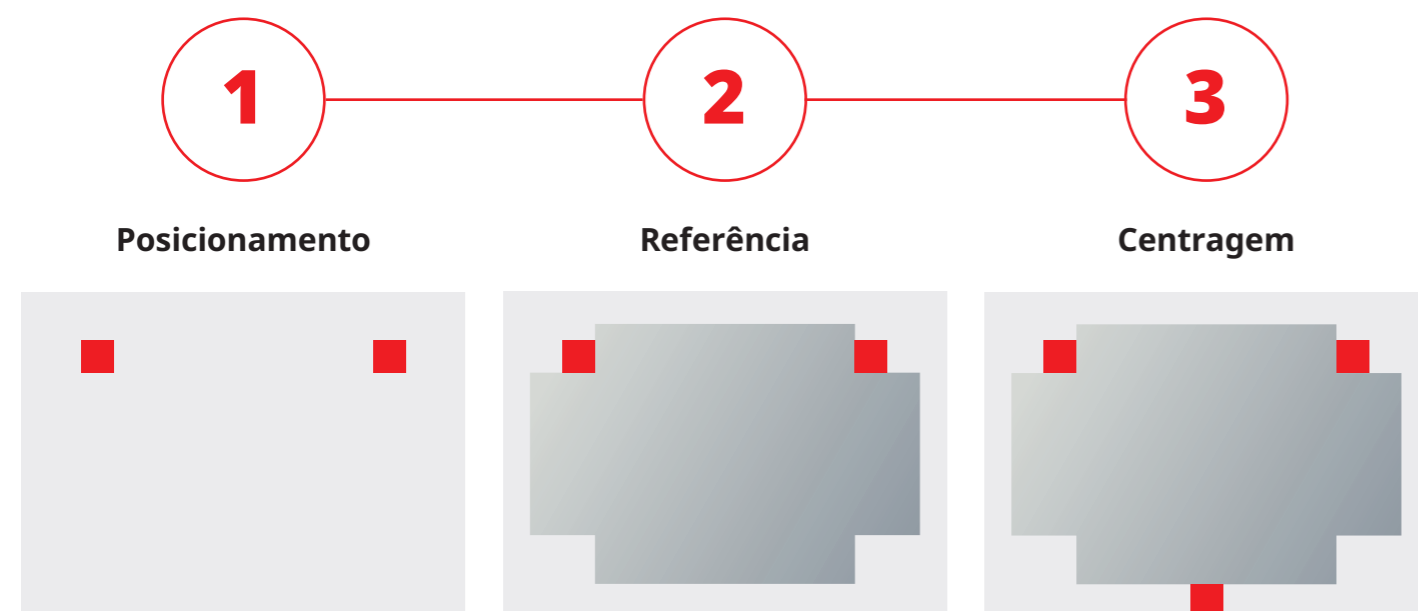 1
2
3
Posicionamento
Referência
Centragem